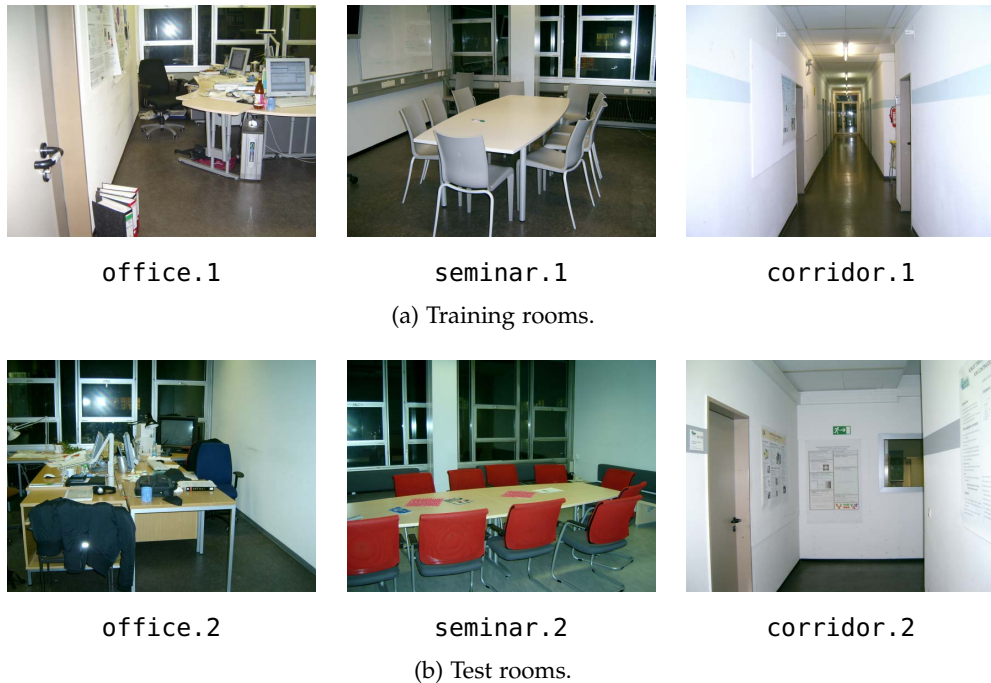 office.1 seminar.1 corridor.1
(a) Training rooms.
office.2 seminar.2 corridor.2
(b) Test rooms.